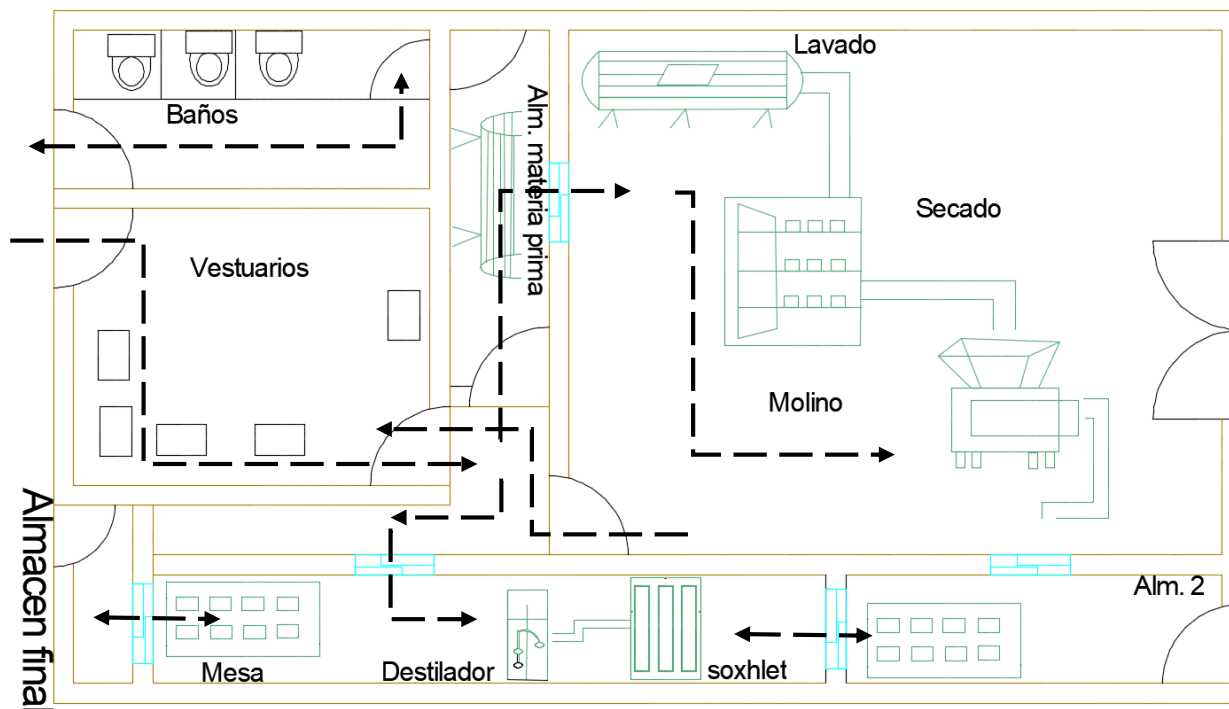 Lavado
Baños
Alm. materia prima
Secado
Vestuarios
Molino
Almacen final
Alm. 2
Mesa
Destilador
soxhlet